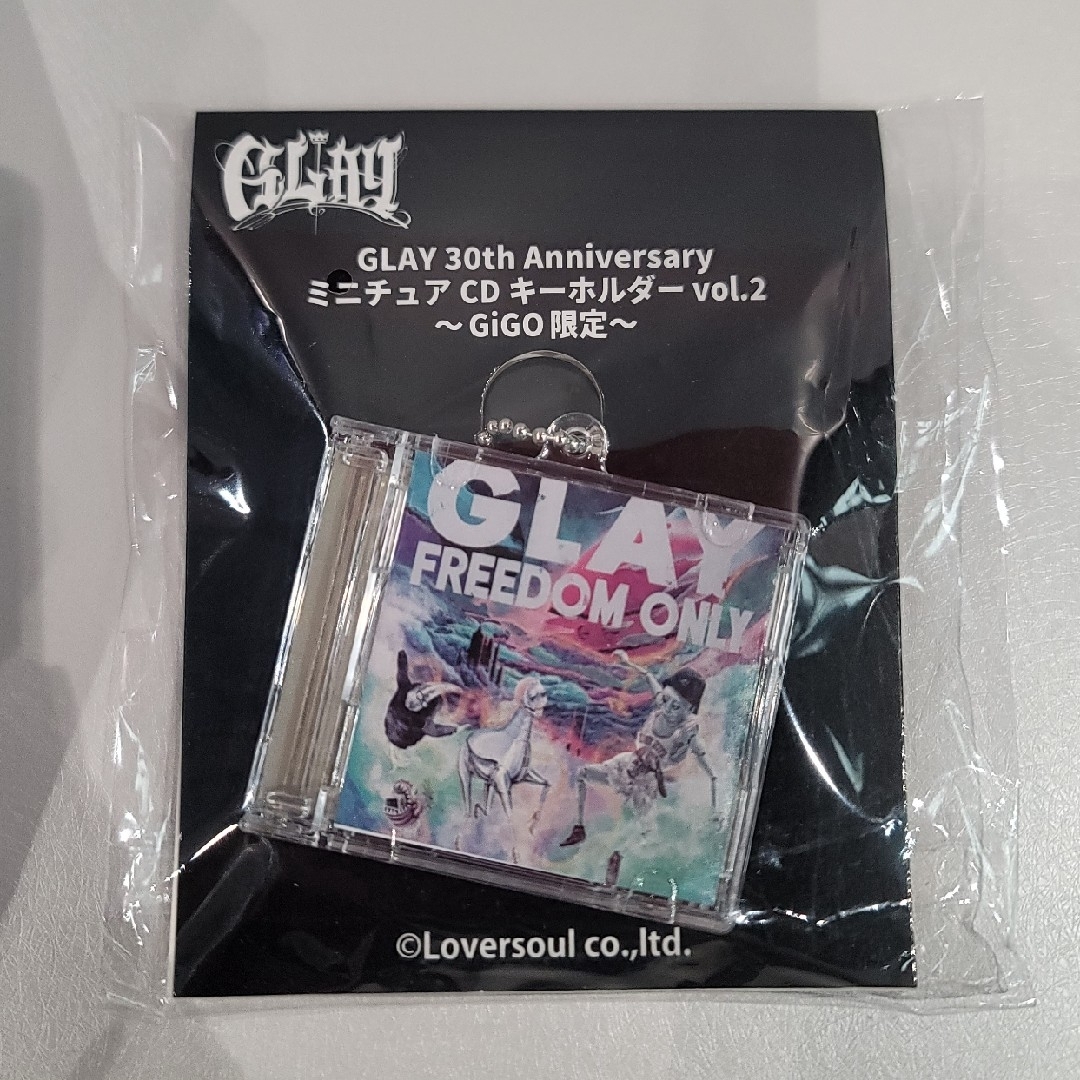 GLAY
GLAY 30th Anniversary
ミニチュア CD キーホルダー vol.2
～ GiGO 限定～
GLAY
FREEDOM ONLY
©Loversoul co.,ltd.